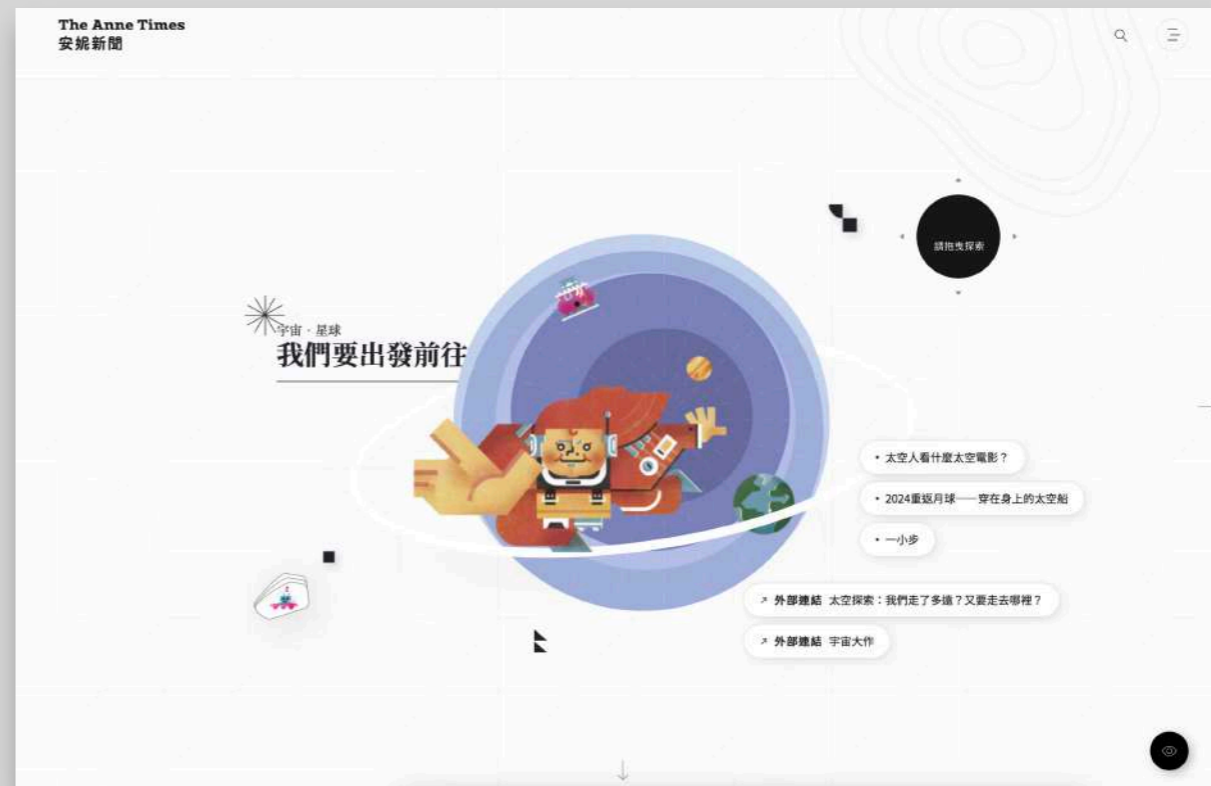 The Anne Times
安妮新聞
請拖曳探索
宇宙·星球
我們要出發前往
• 太空人看什麼太空電影？
• 2024重返月球——穿在身上的太空船
• 一小步
↗ 外部連結 太空探索：我們走了多遠？又要走去哪裡？
↗ 外部連結 宇宙大作